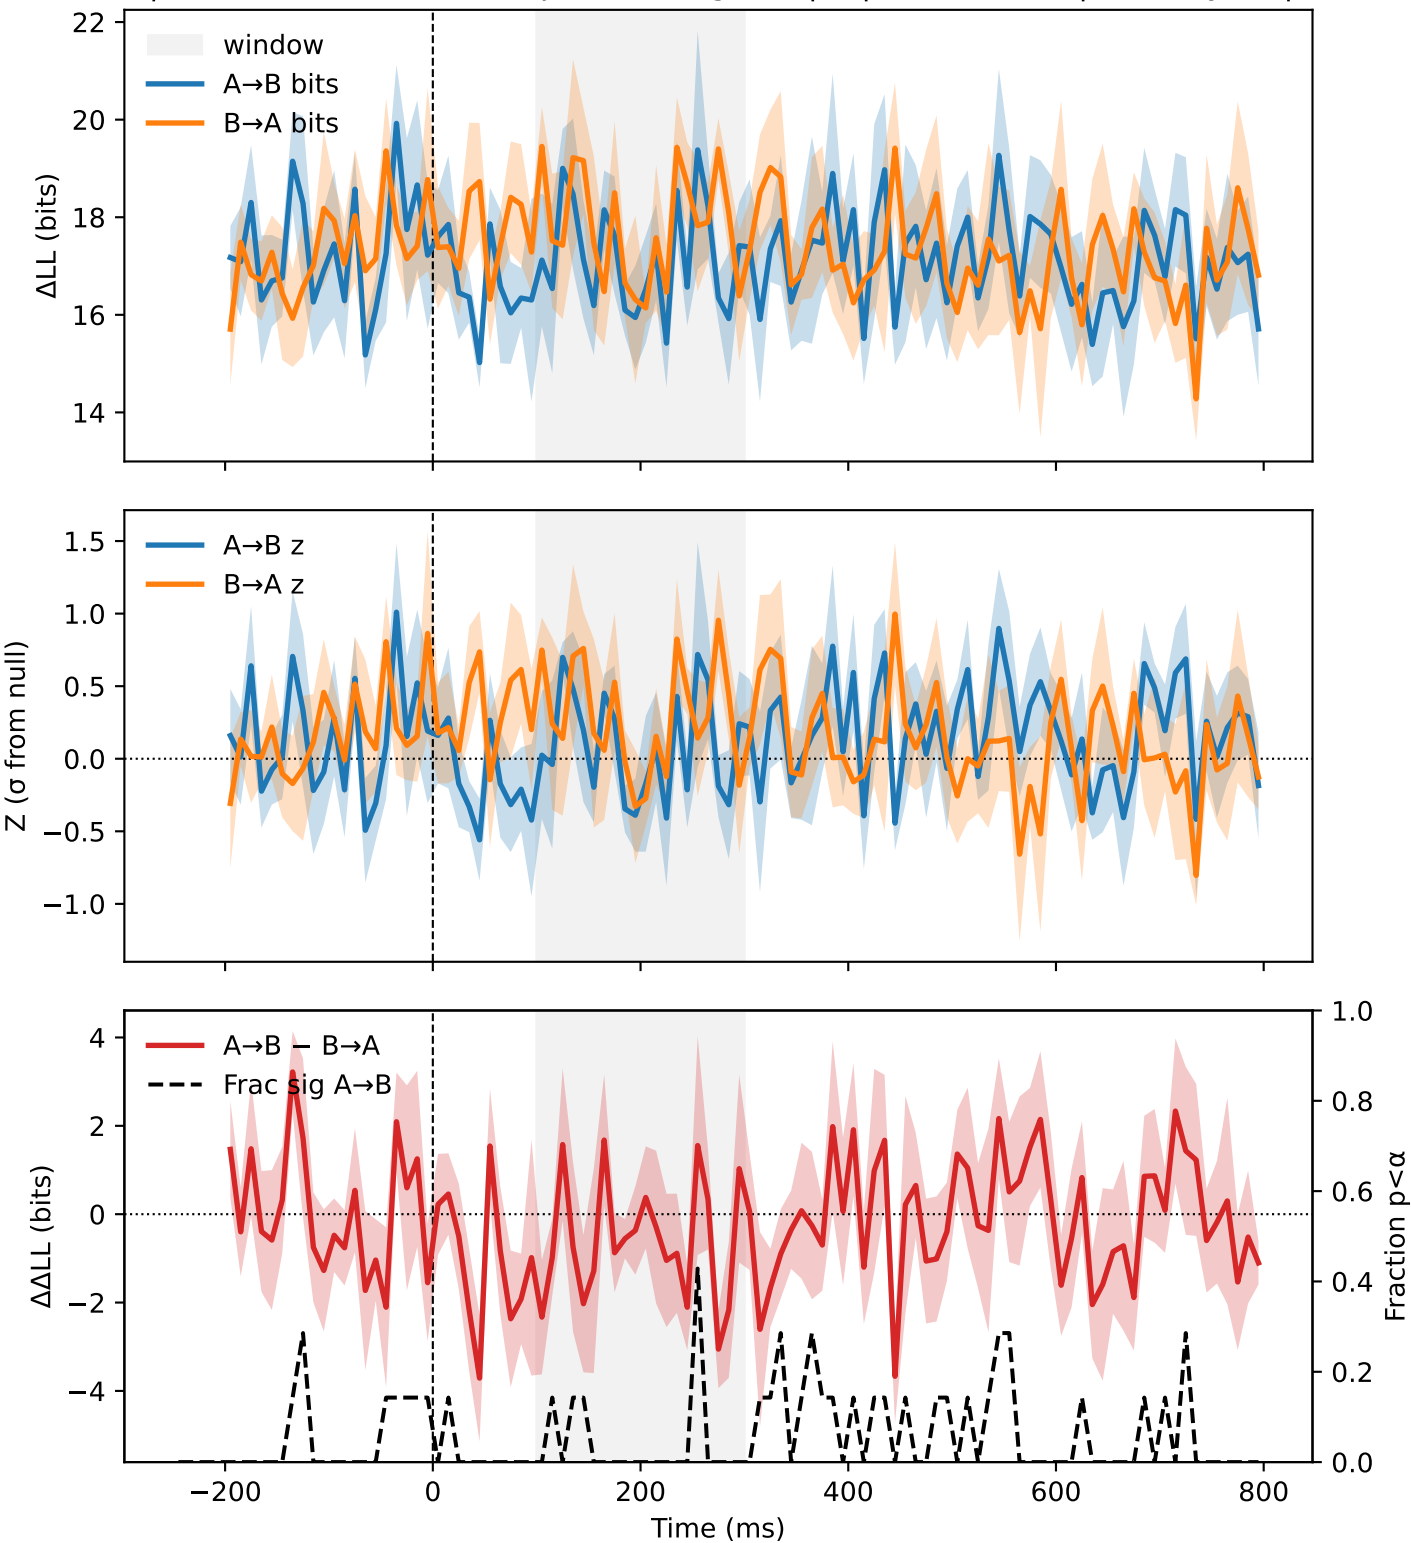 22
20
18
16
14
ΔLL (bits)
window
A→B bits
B→A bits
1.5
1.0
0.5
0.0
−0.5
−1.0
Z (σ from null)
A→B z
B→A z
4
2
0
−2
−4
ΔΔLL (bits)
A→B − B→A
Frac sig A→B
1.0
0.8
0.6
0.4
0.2
0.0
Fraction p<α
−200
0
200
400
600
800
Time (ms)